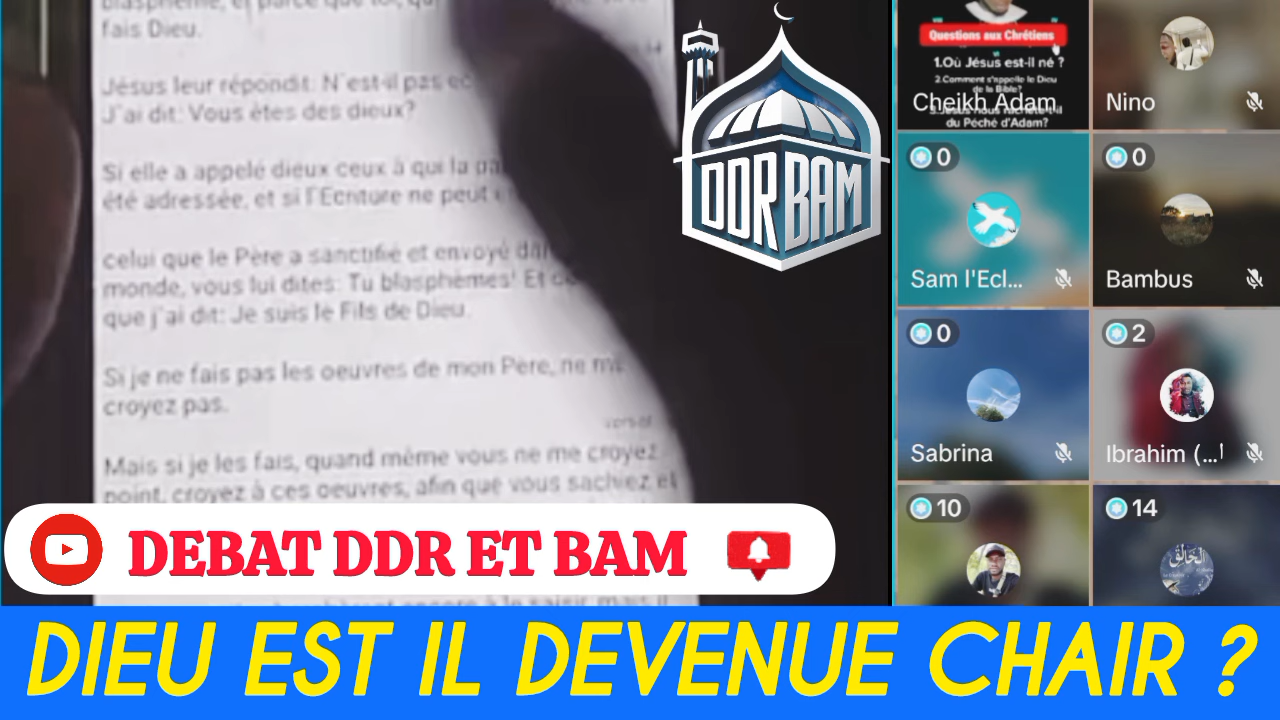 fais Dieu.
Jésus leur répondit: N'est-il pas
J'ai dit: Vous êtes des dieux?
Si elle a appelé dieux ceux à qui la
été adressée, et si l'Ecriture ne peut
celui que le Père a sanctifié et envoyé
monde, vous lui dites: Tu blasphèmes! Et
que j'ai dit: Je suis le Fils de Dieu.
Si je ne fais pas les oeuvres de mon Père, ne
croyez pas.
Mais si je les fais, quand même vous ne me croyez
point, croyez à ces oeuvres, afin que vous sachiez et
DDR BAM
Questions aux Chrétiens
1.Où Jésus est-il né ?
2.Comment s'appelle le Dieu
de la Bible?
du Péché d'Adam?
Cheikh Adam
Nino
0
Sam l'Ecl...
0
Bambus
0
Sabrina
2
Ibrahim (...
10
14
الخالق
DEBAT DDR ET BAM
DIEU EST IL DEVENUE CHAIR ?